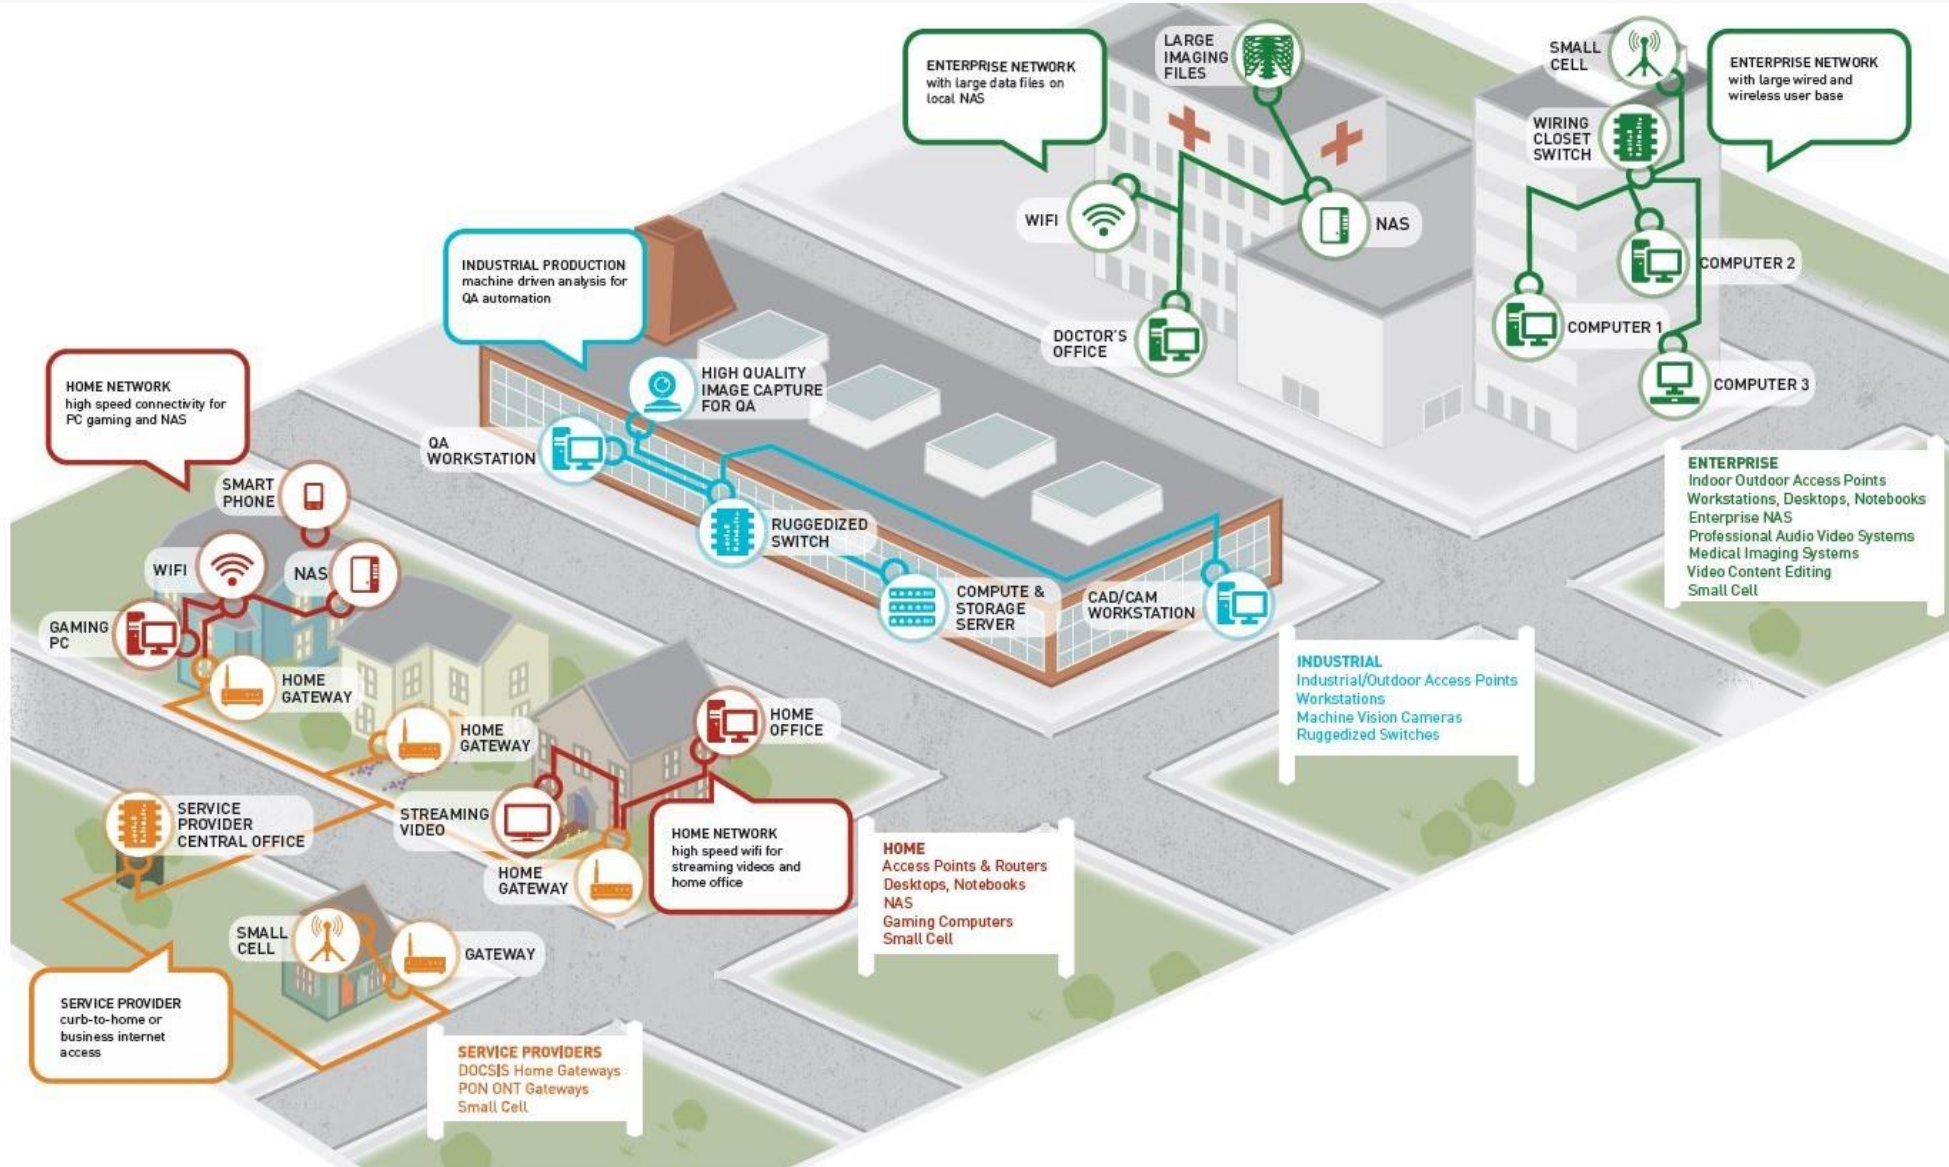 LARGE
IMAGING
FILES
SMALL
CELL
ENTERPRISE NETWORK
with large data files on
local NAS
ENTERPRISE NETWORK
with large wired and
wireless user base
WIRING
CLOSET
SWITCH
WIFI
NAS
COMPUTER 2
INDUSTRIAL PRODUCTION
machine driven analysis for
QA automation
DOCTOR'S
OFFICE
COMPUTER 1
COMPUTER 3
HIGH QUALITY
IMAGE CAPTURE
FOR QA
HOME NETWORK
high speed connectivity for
PC gaming and NAS
QA
WORKSTATION
SMART
PHONE
RUGGEDIZED
SWITCH
ENTERPRISE
Indoor Outdoor Access Points
Workstations, Desktops, Notebooks
Enterprise NAS
Professional Audio Video Systems
Medical Imaging Systems
Video Content Editing
Small Cell
WIFI
NAS
COMPUTE &
STORAGE
SERVER
CAD/CAM
WORKSTATION
GAMING
PC
HOME
GATEWAY
INDUSTRIAL
Industrial/Outdoor Access Points
Workstations
Machine Vision Cameras
Ruggedized Switches
HOME
GATEWAY
HOME
OFFICE
SERVICE
PROVIDER
CENTRAL OFFICE
STREAMING
VIDEO
HOME
GATEWAY
HOME NETWORK
high speed wifi for
streaming videos and
home office
HOME
Access Points & Routers
Desktops, Notebooks
NAS
Gaming Computers
Small Cell
SMALL
CELL
GATEWAY
SERVICE PROVIDER
curb-to-home or
business internet
access
SERVICE PROVIDERS
DOCSIS Home Gateways
PON ONT Gateways
Small Cell